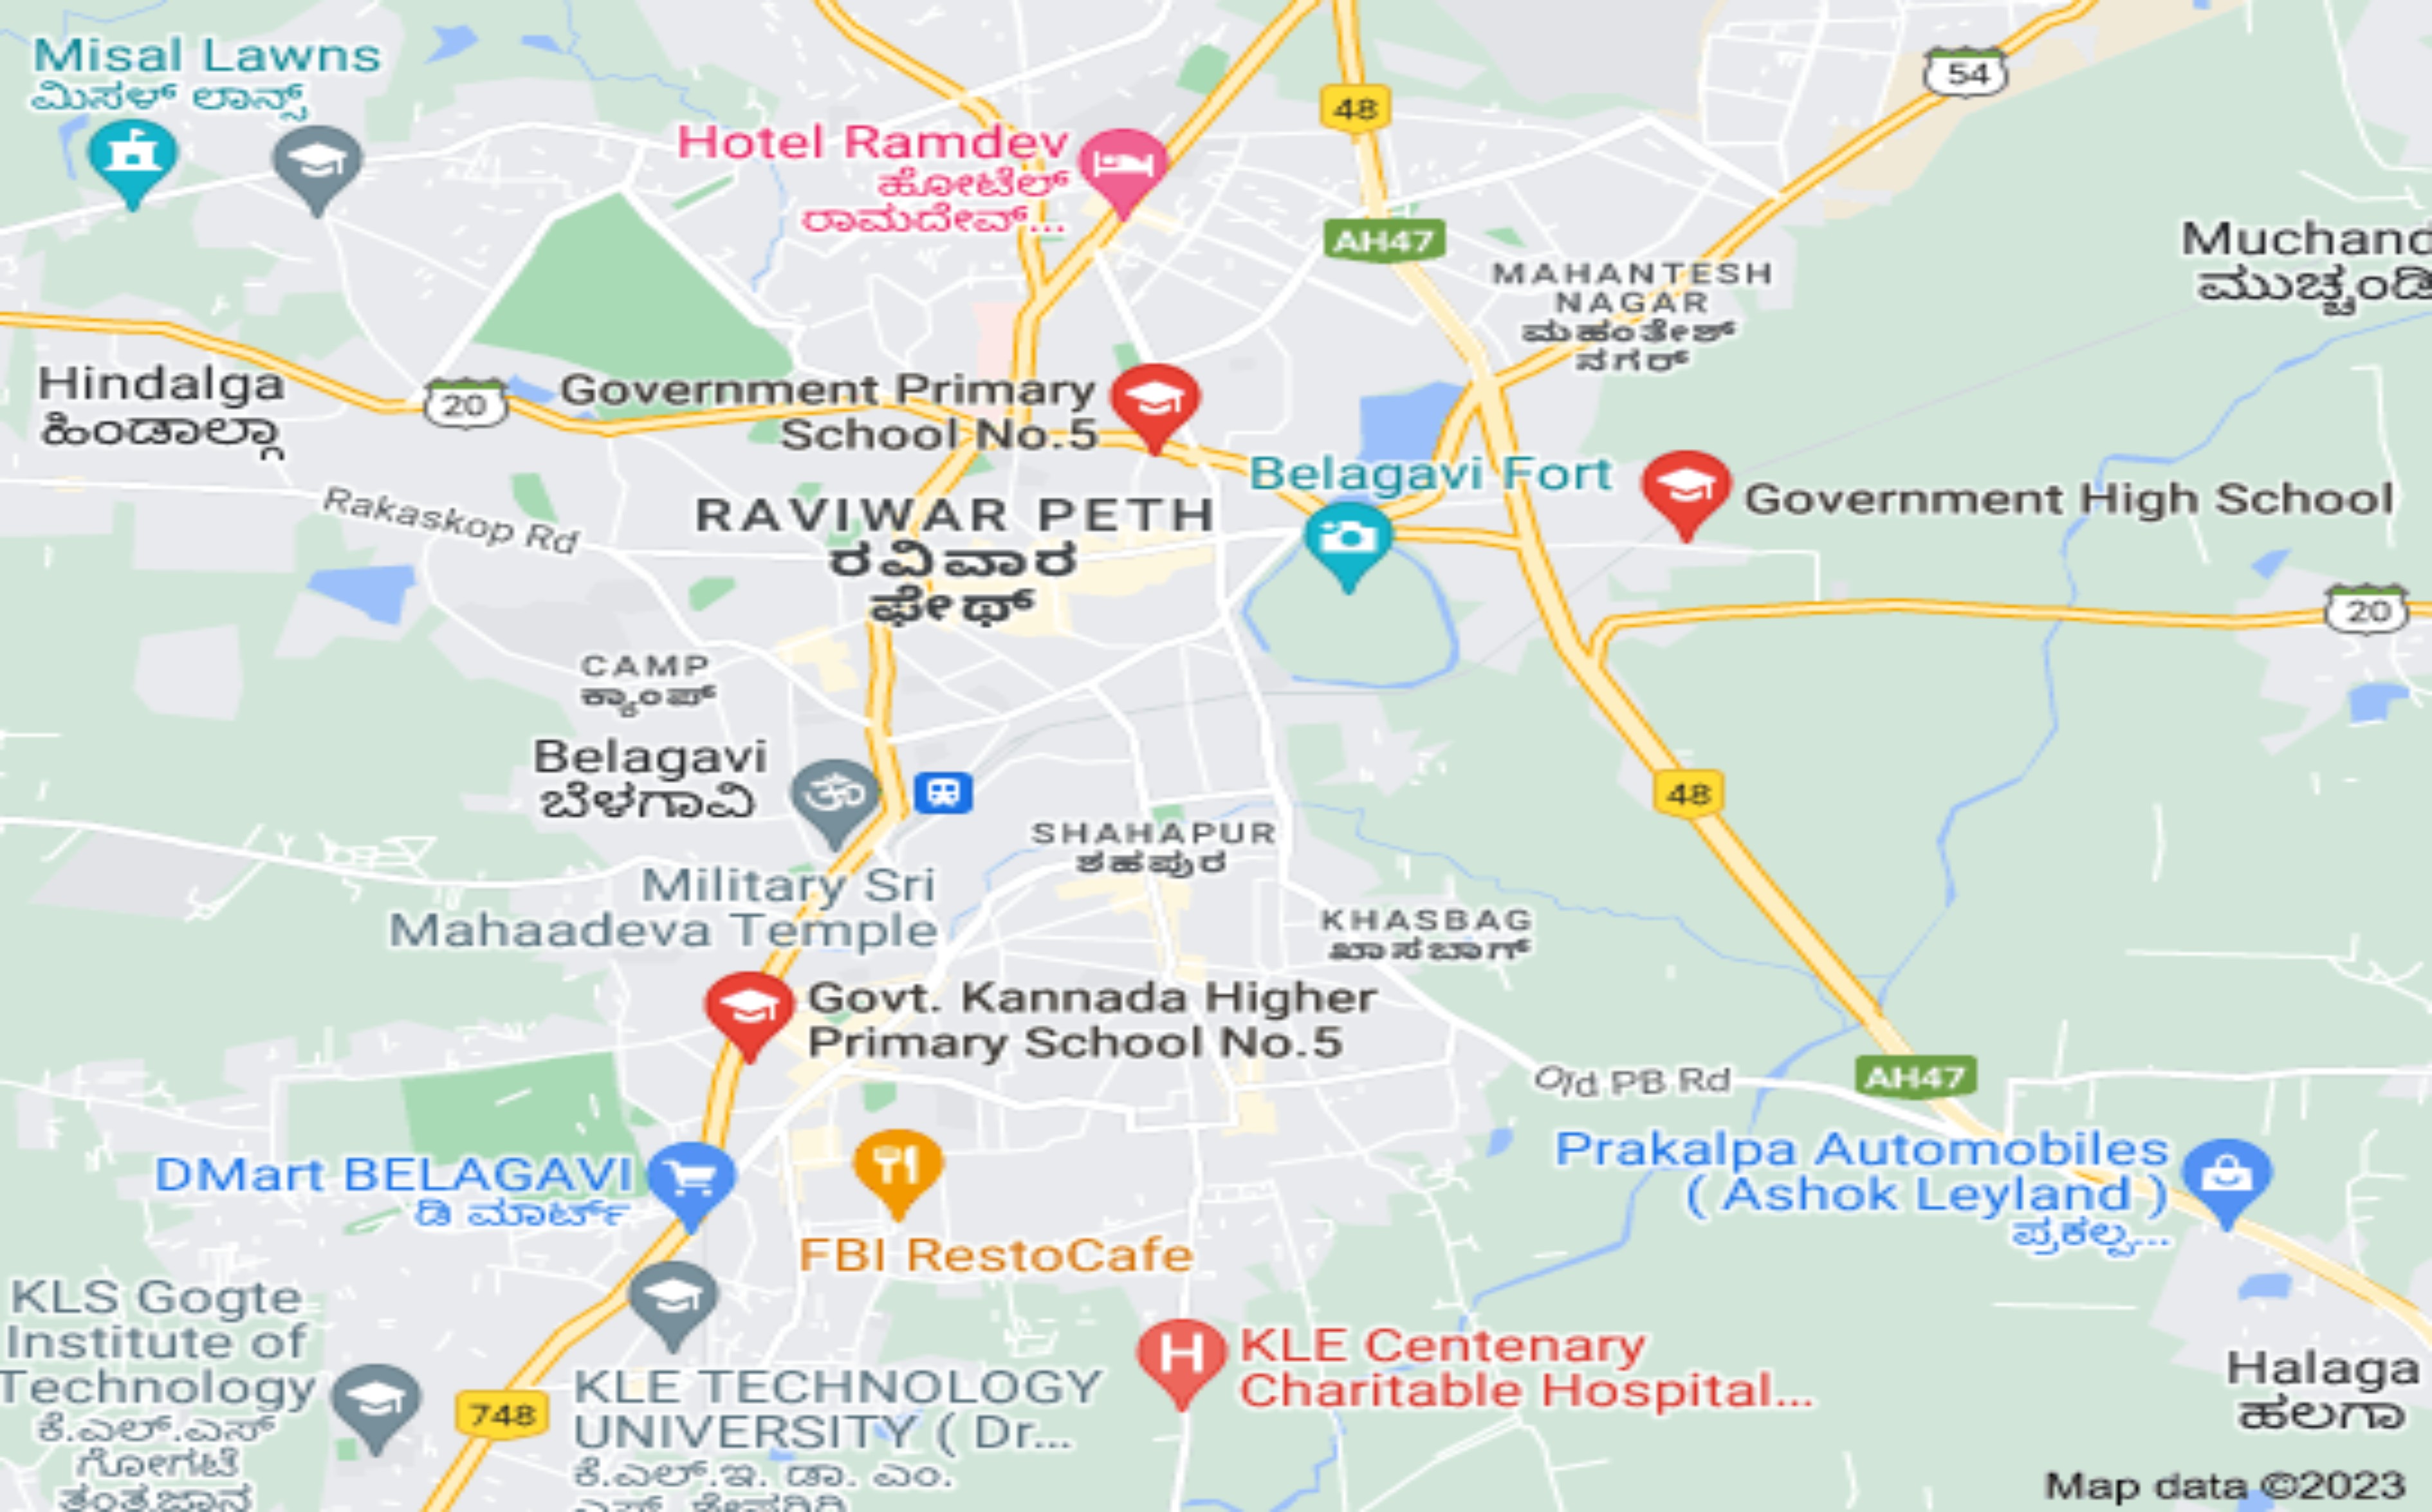 Misal Lawns
ಮಿಸಳ್ ಲಾನ್ಸ್
54
48
Hotel Ramdev
ಹೋಟೆಲ್
ರಾಮದೇವ್...
AH47
Muchand
ಮುಚ್ಚಂಡಿ
MAHANTESH
NAGAR
ಮಹಂತೇಶ್
ನಗರ್
Hindalga
ಹಿಂಡಾಲ್ಗಾ
20
Government Primary
School No.5
Belagavi Fort
Government High School
Rakaskop Rd
RAVIWAR PETH
ರವಿವಾರ
ಫೇಥ್
20
CAMP
ಕ್ಯಾಂಪ್
Belagavi
ಬೆಳಗಾವಿ
48
SHAHAPUR
ಶಹಪುರ
Military Sri
Mahaadeva Temple
KHASBAG
ಖಾಸಬಾಗ್
Govt. Kannada Higher
Primary School No.5
Old PB Rd
AH47
DMart BELAGAVI
ಡಿ ಮಾರ್ಟ್
Prakalpa Automobiles
( Ashok Leyland )
ಪ್ರಕಲ್ಪ...
FBI RestoCafe
KLS Gogte
Institute of
Technology
ಕೆ.ಎಲ್.ಎಸ್
ಗೋಗಟೆ
ತಂತ್ರಜ್ಞಾನ
748
KLE TECHNOLOGY
UNIVERSITY ( Dr...
ಕೆ.ಎಲ್.ಇ. ಡಾ. ಎಂ.
KLE Centenary
Charitable Hospital...
Halaga
ಹಲಗಾ
Map data ©2023